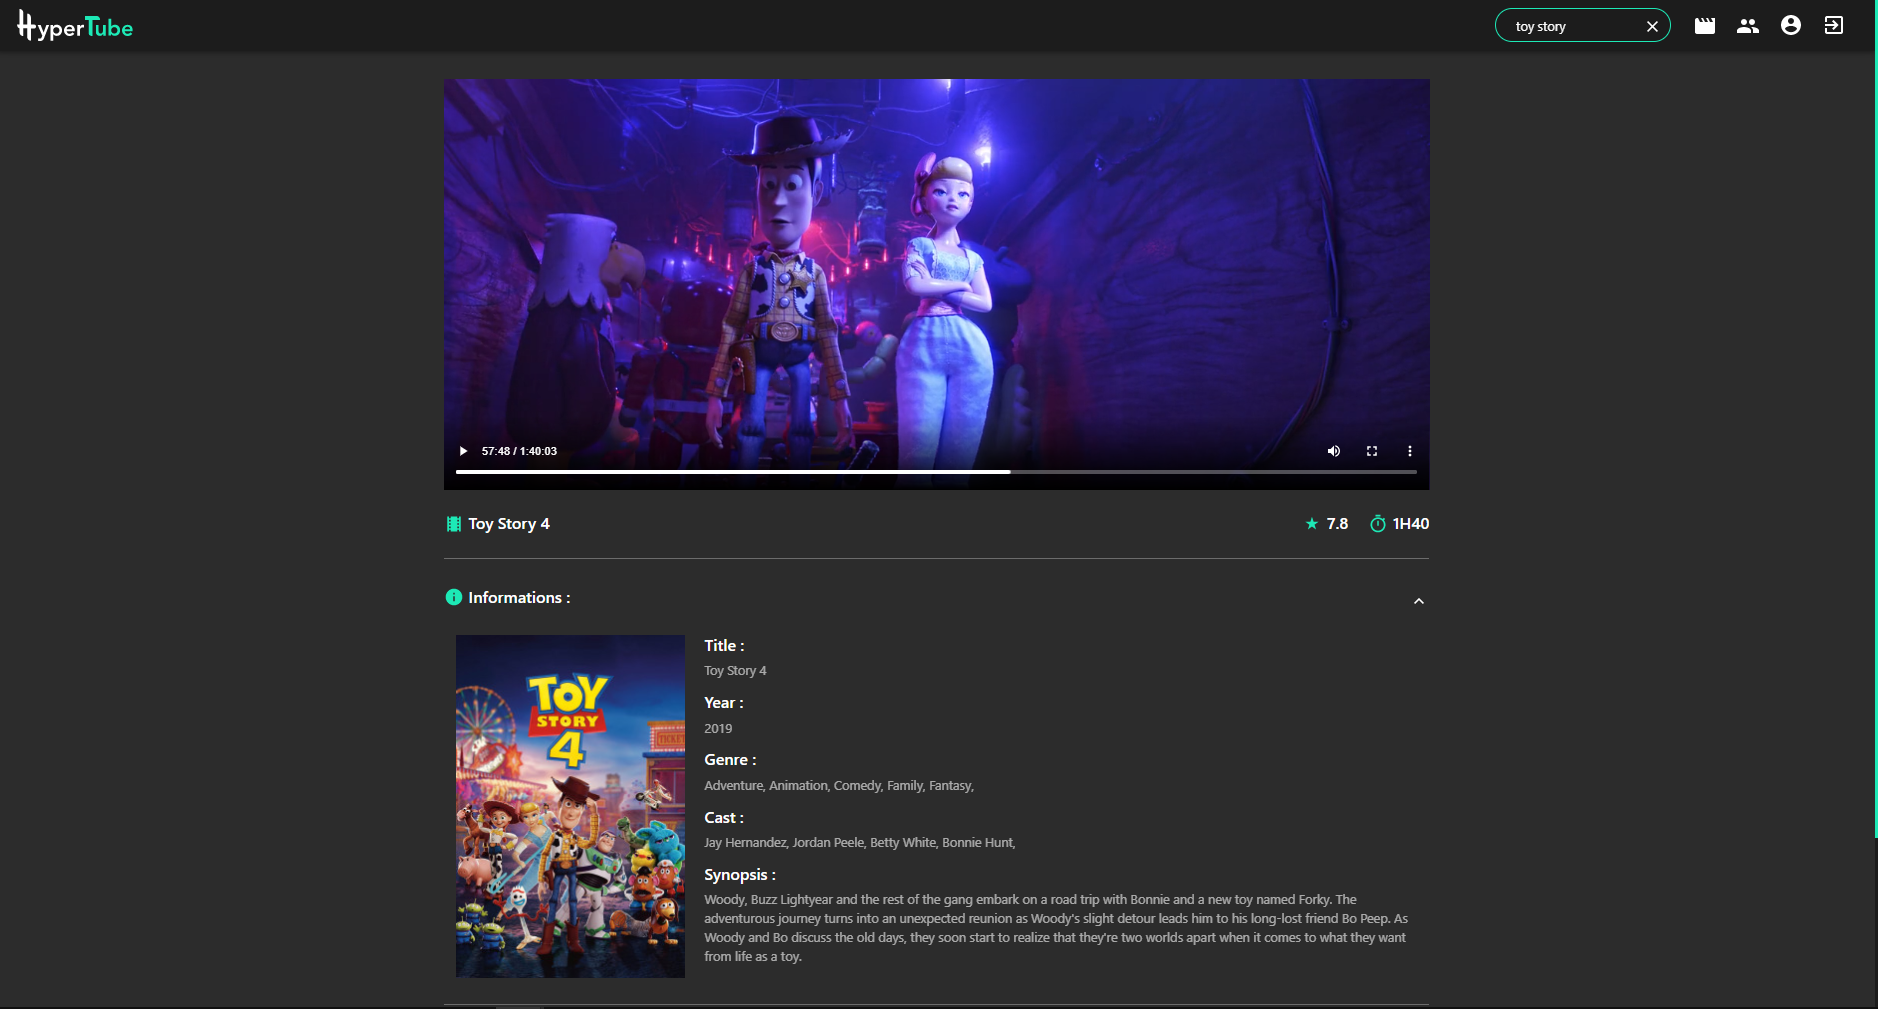 HyperTube
toy story
57:48 / 1:40:03
Toy Story 4
7.8
1H40
Informations :
TOY
STORY
4
TICKE
Title :
Toy Story 4
Year :
2019
Genre :
Adventure, Animation, Comedy, Family, Fantasy,
Cast :
Jay Hernandez, Jordan Peele, Betty White, Bonnie Hunt,
Synopsis :
Woody, Buzz Lightyear and the rest of the gang embark on a road trip with Bonnie and a new toy named Forky. The
adventurous journey turns into an unexpected reunion as Woody's slight detour leads him to his long-lost friend Bo Peep. As
Woody and Bo discuss the old days, they soon start to realize that they're two worlds apart when it comes to what they want
from life as a toy.